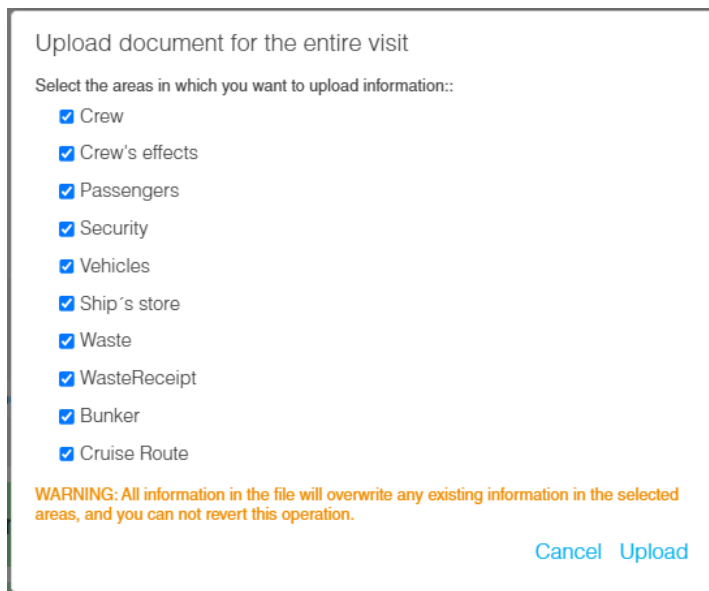 Upload document for the entire visit
Select the areas in which you want to upload information::
Crew
Crew's effects
Passengers
Security
Vehicles
Ship´s store
Waste
WasteReceipt
Bunker
Cruise Route
WARNING: All information in the file will overwrite any existing information in the selected
areas, and you can not revert this operation.
Cancel Upload